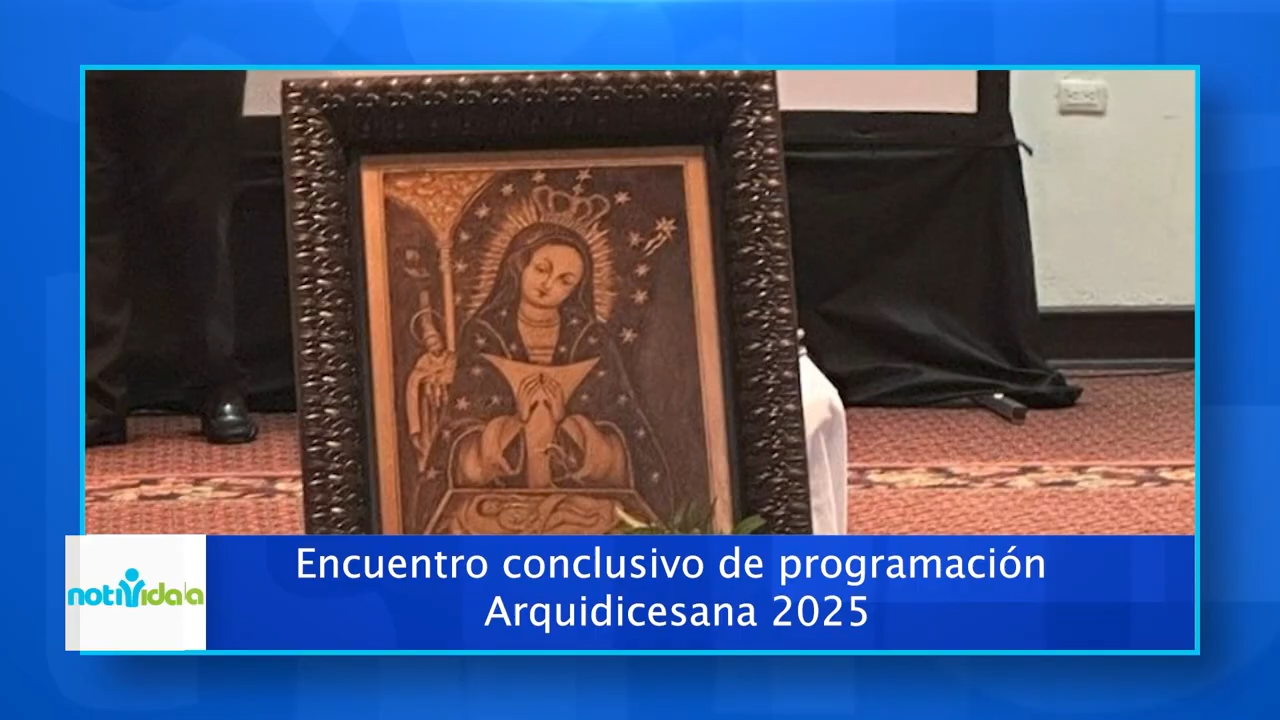 Encuentro conclusivo de programación
Arquidicesana 2025
notiVida